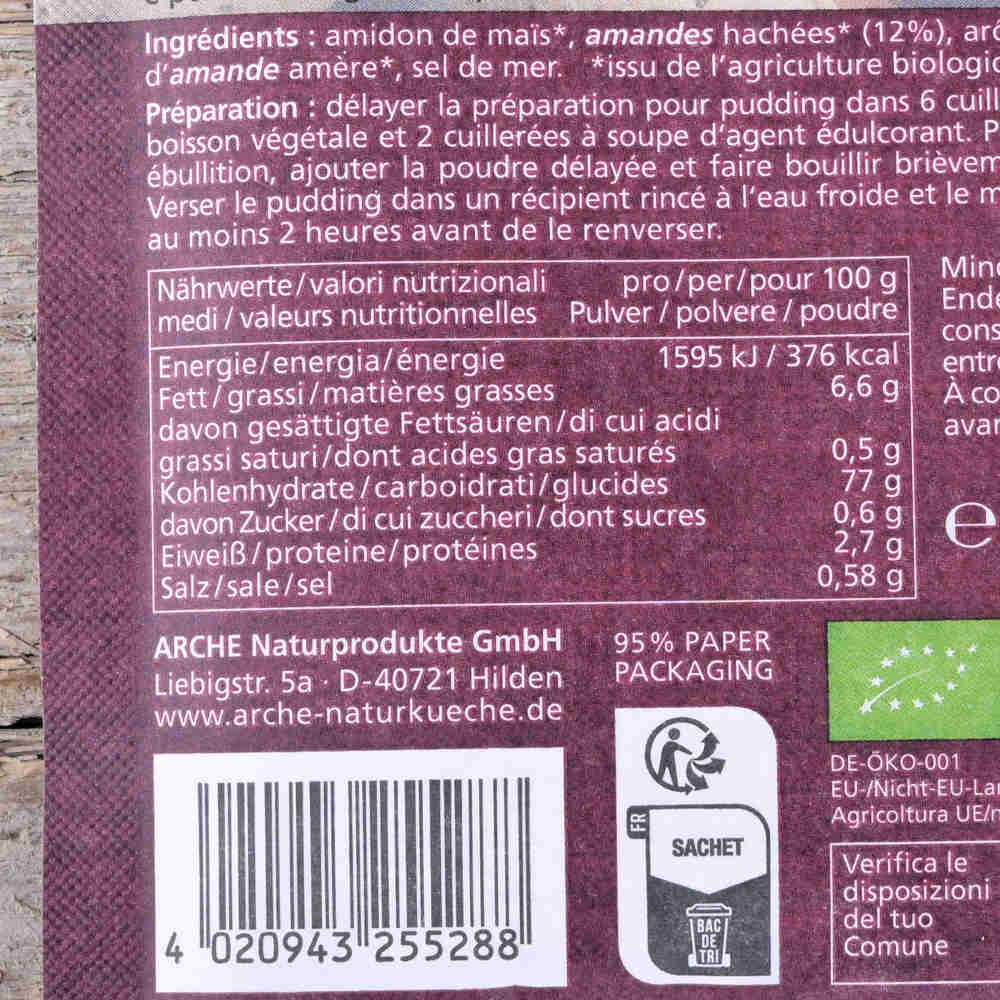 Ingrédients : amidon de maïs*, amandes hachées* (12%),
d'amande amère*, sel de mer. *issu de l'agriculture
Préparation : délayer la préparation pour pudding dans 6
boisson végétale et 2 cuillerées à soupe d'agent édulcorant.
ébullition, ajouter la poudre délayée et faire bouillir
Verser le pudding dans un récipient rincé à l'eau froide et le
au moins 2 heures avant de le renverser.
Nährwerte/valori nutrizionali pro/per/pour 100 g
medi/valeurs nutritionnelles Pulver/polvere/poudre
Energie/energia/énergie 1595 kJ / 376 kcal
Fett/grassi/matières grasses 6,6 g
davon gesättigte Fettsäuren/di cui acidi
grassi saturi/dont acides gras saturés 0,5 g
Kohlenhydrate/carboidrati/glucides 77 g
davon Zucker/di cui zuccheri/dont sucres 0,6 g
Eiweiß/proteine/protéines 2,7 g
Salz/sale/sel 0,58 g
À
e
ARCHE Naturprodukte GmbH
Liebigstr. 5a · D-40721 Hilden
www.arche-naturkueche.de
4 020943 255288
95% PAPER
PACKAGING
FR
SACHET
BAC
DE
TRI
DE-ÖKO-001
EU-/Nicht-EU-
Agricoltura
Verifica le
disposizioni
del tuo
Comune